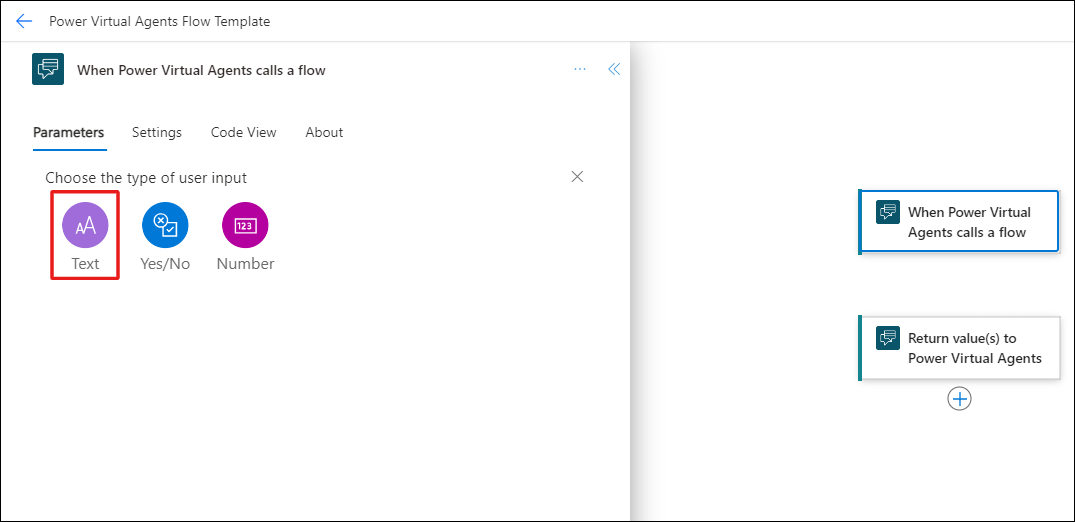 Power Virtual Agents Flow Template
When Power Virtual Agents calls a flow
Parameters Settings Code View About
Choose the type of user input
AA 123
Text Yes/No Number
When Power Virtual
Agents calls a flow
Return value(s) to
Power Virtual Agents